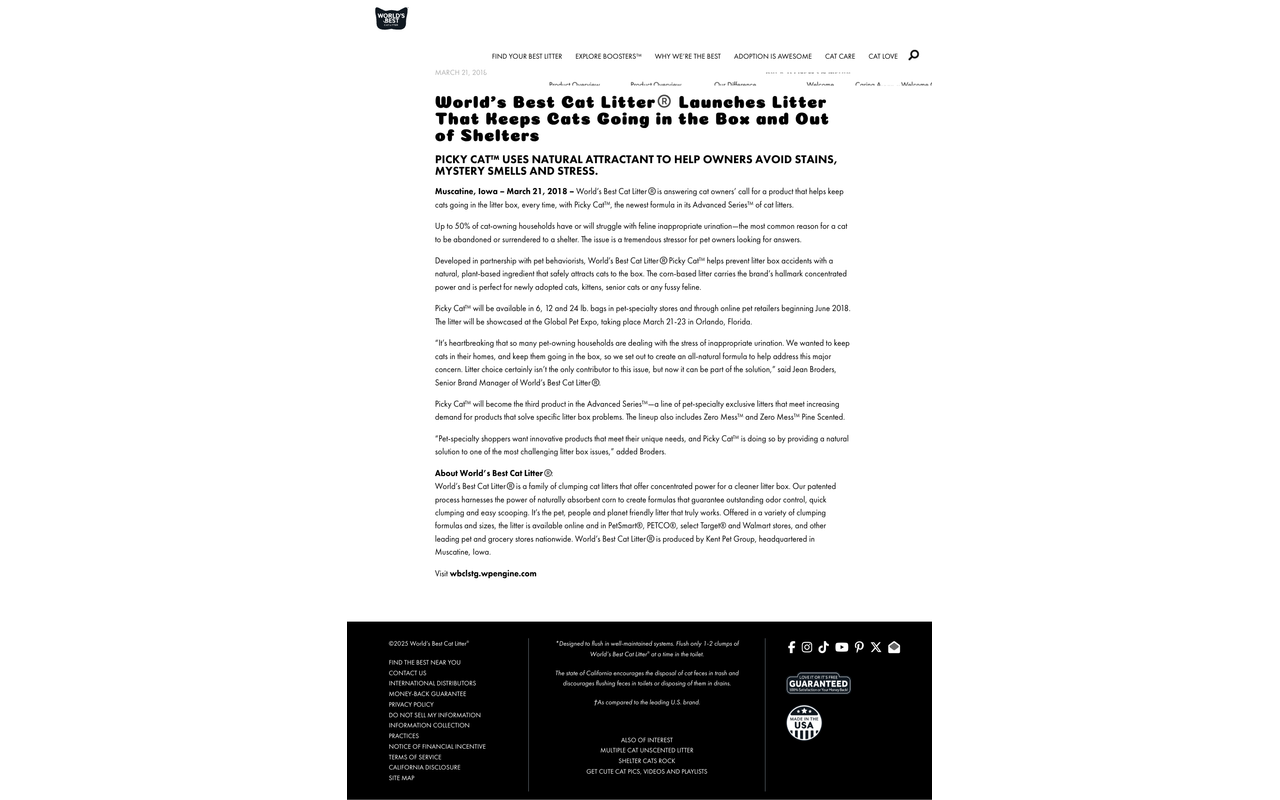 WORLD'S
BEST
FIND YOUR BEST LITTER EXPLORE BOOSTERS™ WHY WE'RE THE BEST ADOPTION IS AWESOME CAT CARE CAT LOVE
MARCH 21, 2018
Product Overview Product Overview Our Difference Welcome Caring A Welcome
World's Best Cat Litter® Launches Litter
That Keeps Cats Going in the Box and Out
of Shelters
PICKY CAT™ USES NATURAL ATTRACTANT TO HELP OWNERS AVOID STAINS,
MYSTERY SMELLS AND STRESS.
Muscatine, Iowa – March 21, 2018 – World's Best Cat Litter® is answering cat owners' call for a product that helps keep
cats going in the litter box, every time, with Picky Cat™, the newest formula in its Advanced Series™ of cat litters.
Up to 50% of cat-owning households have or will struggle with feline inappropriate urination—the most common reason for a cat
to be abandoned or surrendered to a shelter. The issue is a tremendous stressor for pet owners looking for answers.
Developed in partnership with pet behaviorists, World's Best Cat Litter® Picky Cat™ helps prevent litter box accidents with a
natural, plant-based ingredient that safely attracts cats to the box. The corn-based litter carries the brand's hallmark concentrated
power and is perfect for newly adopted cats, kittens, senior cats or any fussy feline.
Picky Cat™ will be available in 6, 12 and 24 lb. bags in pet-specialty stores and through online pet retailers beginning June 2018.
The litter will be showcased at the Global Pet Expo, taking place March 21-23 in Orlando, Florida.
"It's heartbreaking that so many pet-owning households are dealing with the stress of inappropriate urination. We wanted to keep
cats in their homes, and keep them going in the box, so we set out to create an all-natural formula to help address this major
concern. Litter choice certainly isn't the only contributor to this issue, but now it can be part of the solution," said Jean Broders,
Senior Brand Manager of World's Best Cat Litter®.
Picky Cat™ will become the third product in the Advanced Series™—a line of pet-specialty exclusive litters that meet increasing
demand for products that solve specific litter box problems. The lineup also includes Zero Mess™ and Zero Mess™ Pine Scented.
"Pet-specialty shoppers want innovative products that meet their unique needs, and Picky Cat™ is doing so by providing a natural
solution to one of the most challenging litter box issues," added Broders.
About World's Best Cat Litter®:
World's Best Cat Litter® is a family of clumping cat litters that offer concentrated power for a cleaner litter box. Our patented
process harnesses the power of naturally absorbent corn to create formulas that guarantee outstanding odor control, quick
clumping and easy scooping. It's the pet, people and planet friendly litter that truly works. Offered in a variety of clumping
formulas and sizes, the litter is available online and in PetSmart®, PETCO®, select Target® and Walmart stores, and other
leading pet and grocery stores nationwide. World's Best Cat Litter® is produced by Kent Pet Group, headquartered in
Muscatine, Iowa.
Visit wbclstg.wpengine.com
©2025 World's Best Cat Litter®
FIND THE BEST NEAR YOU
CONTACT US
INTERNATIONAL DISTRIBUTORS
MONEY-BACK GUARANTEE
PRIVACY POLICY
DO NOT SELL MY INFORMATION
INFORMATION COLLECTION
PRACTICES
NOTICE OF FINANCIAL INCENTIVE
TERMS OF SERVICE
CALIFORNIA DISCLOSURE
SITE MAP
*Designed to flush in well-maintained systems. Flush only 1-2 clumps of
World's Best Cat Litter® at a time in the toilet.
The state of California encourages the disposal of cat feces in trash and
discourages flushing feces in toilets or disposing of them in drains.
†As compared to the leading U.S. brand.
ALSO OF INTEREST
MULTIPLE CAT UNSCENTED LITTER
SHELTER CATS ROCK
GET CUTE CAT PICS, VIDEOS AND PLAYLISTS
LOVE IT OR IT'S FREE
GUARANTEED
100% Satisfaction or Your Money Back!
MADE IN THE
USA